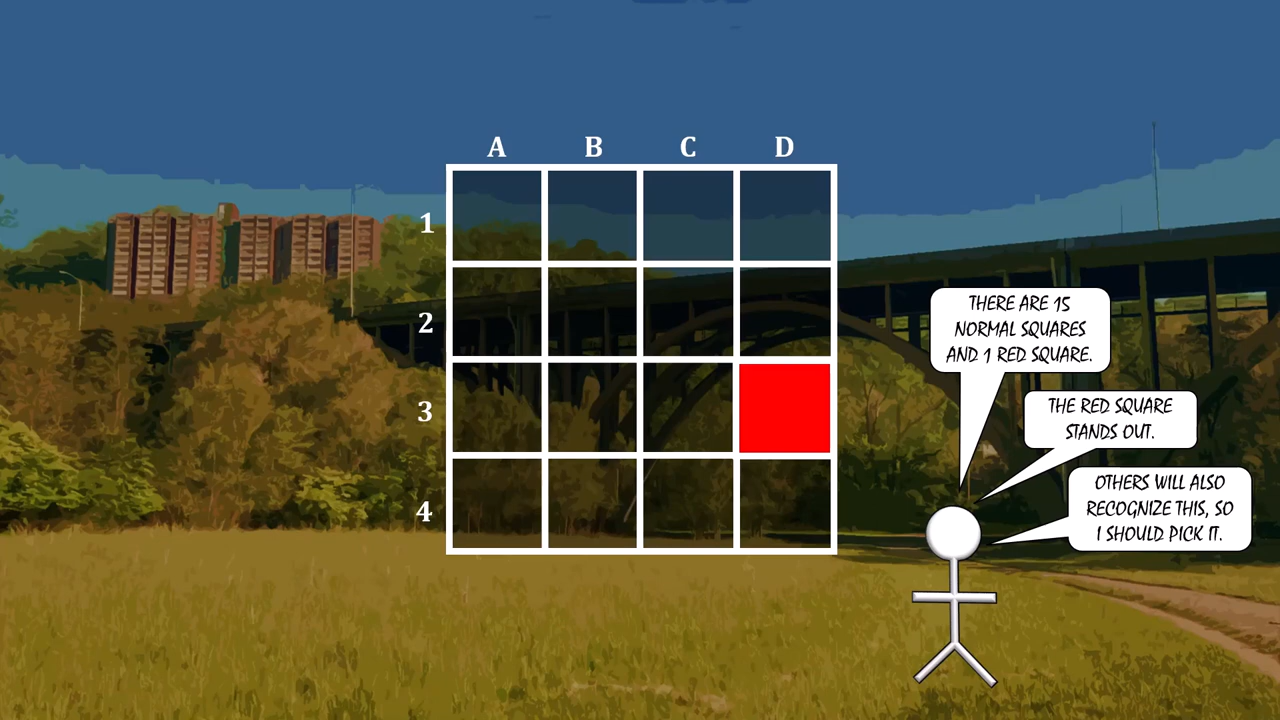 A B C D
1
2
3
4
THERE ARE 15
NORMAL SQUARES
AND 1 RED SQUARE.
THE RED SQUARE
STANDS OUT.
OTHERS WILL ALSO
RECOGNIZE THIS, SO
I SHOULD PICK IT.